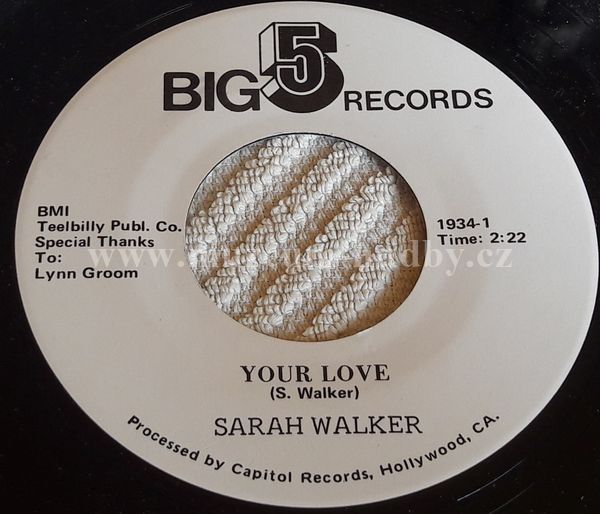 BIG 5 RECORDS
BMI
Teelbilly Publ. Co.
Special Thanks
To:
Lynn Groom
1934-1
Time: 2:22
YOUR LOVE
(S. Walker)
SARAH WALKER
Processed by Capitol Records, Hollywood, CA.